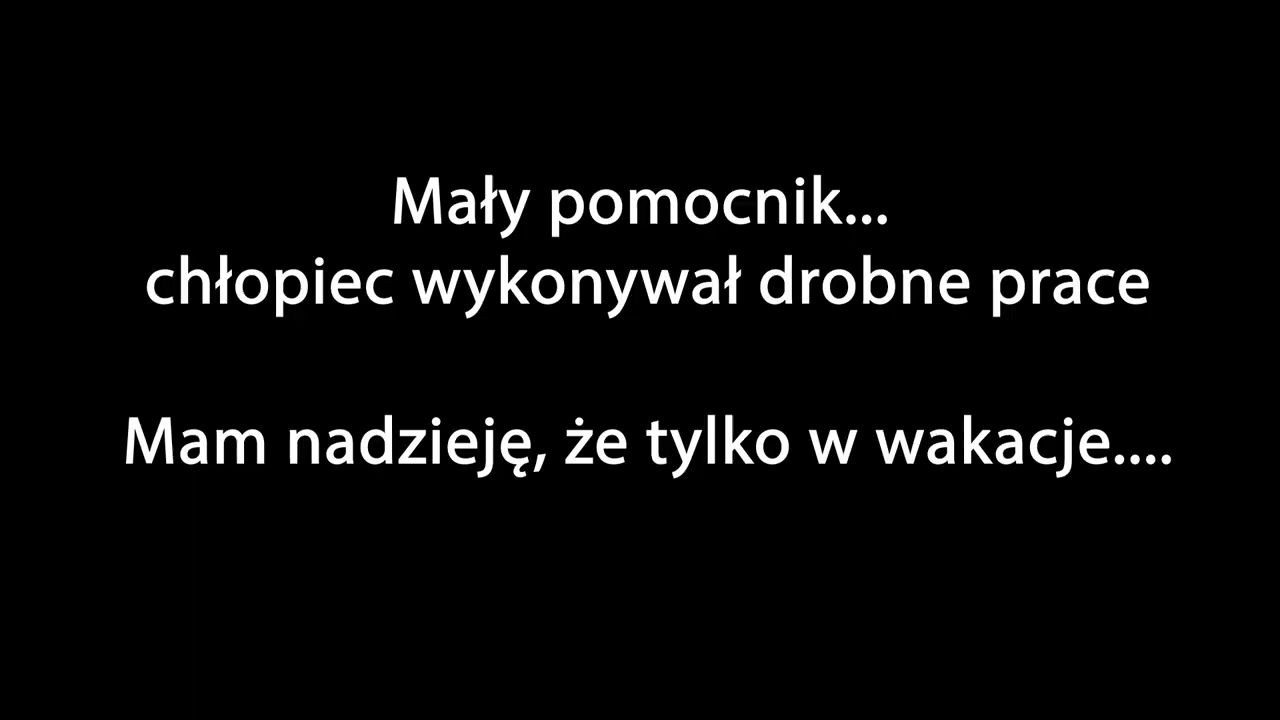 Mały pomocnik...
chłopiec wykonywał drobne prace
Mam nadzieję, że tylko w wakacje....